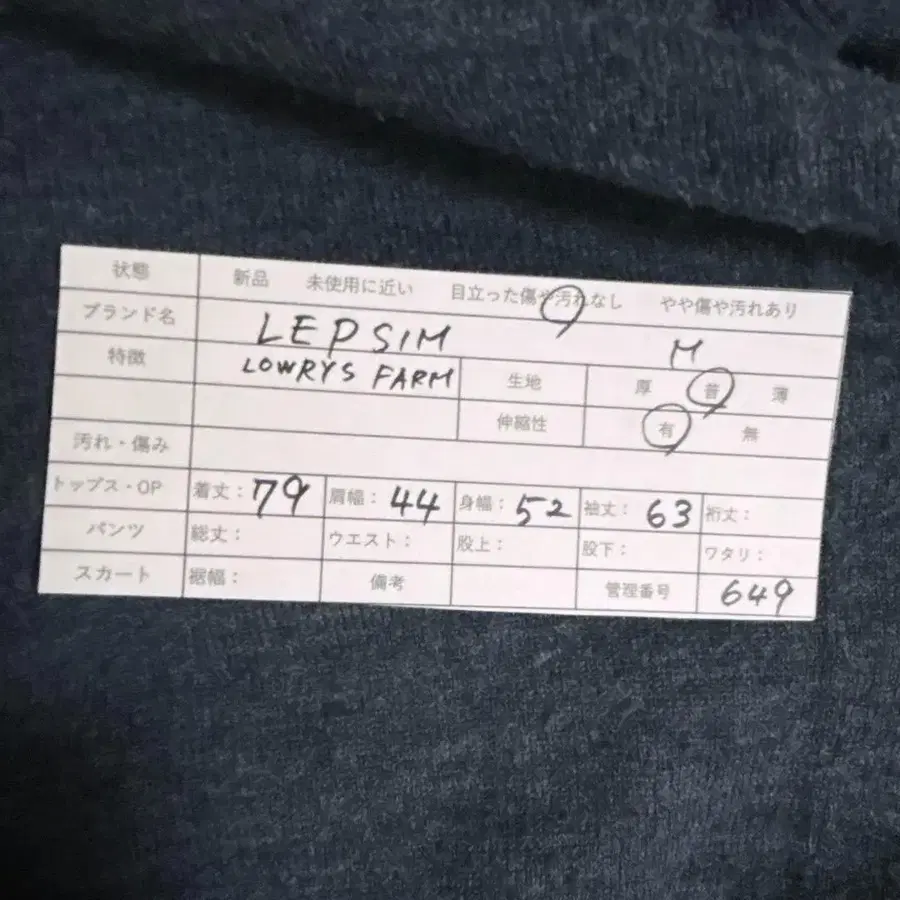 状態 新品 未使用に近い 目立った傷や汚れなし やや傷や汚れあり
ブランド名 LEPSIM M
特徴 LOWRYS FARM 生地 厚 普 薄
伸縮性 有 無
汚れ・傷み
トップス・OP 着丈: 79 肩幅: 44 身幅: 52 袖丈: 63 裄丈:
パンツ 総丈: ウエスト: 股上: 股下: ワタリ:
スカート 裾幅: 備考 管理番号 649